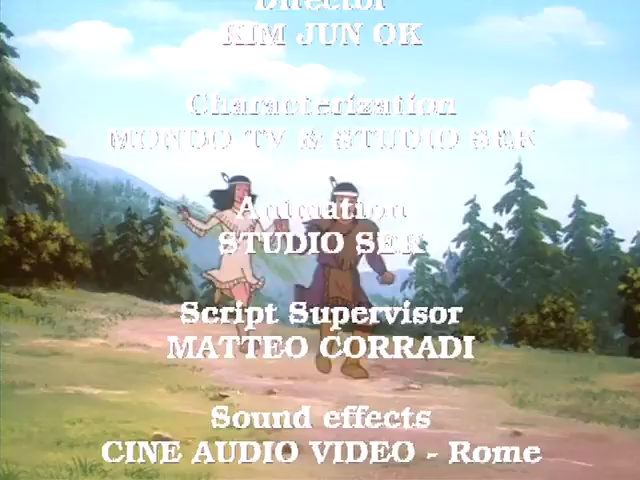 Director
KIM JUN OK
Characterization
MONDO TV & STUDIO SEK
Animation
STUDIO SEK
Script Supervisor
MATTEO CORRADI
Sound effects
CINE AUDIO VIDEO - Rome